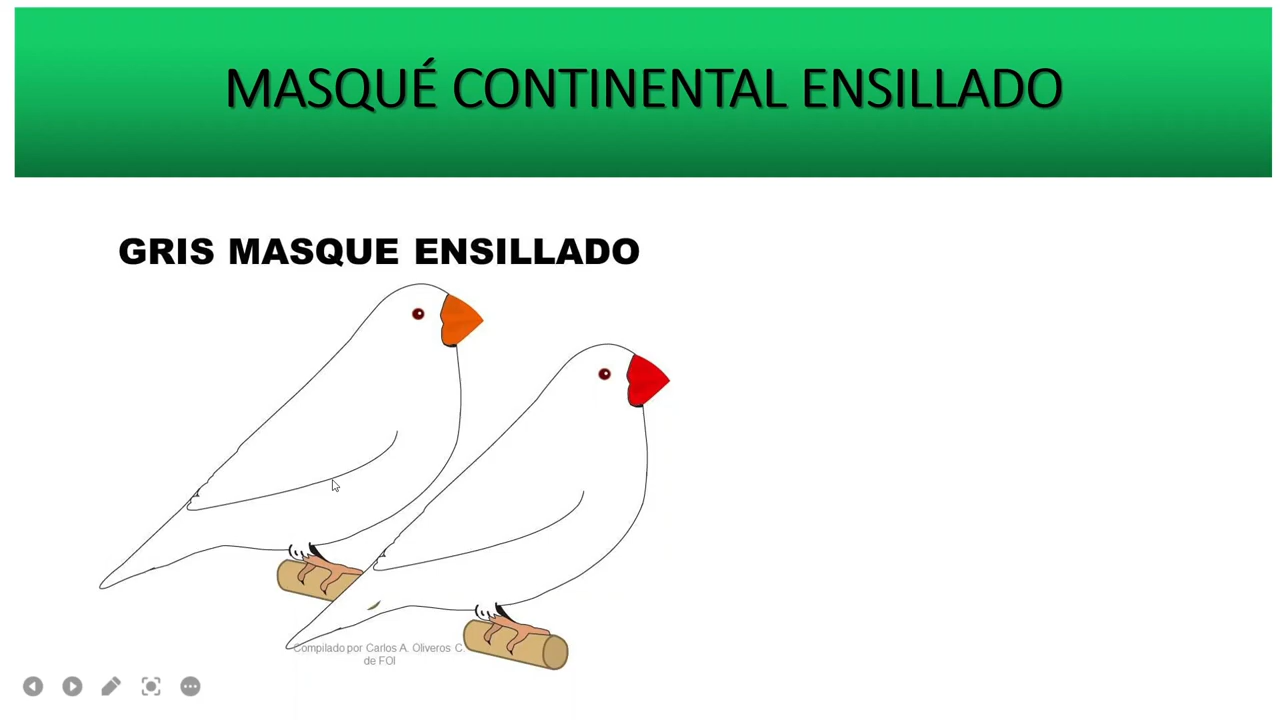 MASQUÉ CONTINENTAL ENSILLADO
GRIS MASQUE ENSILLADO
Compilado por Carlos A. Oliveros C.
de FOI